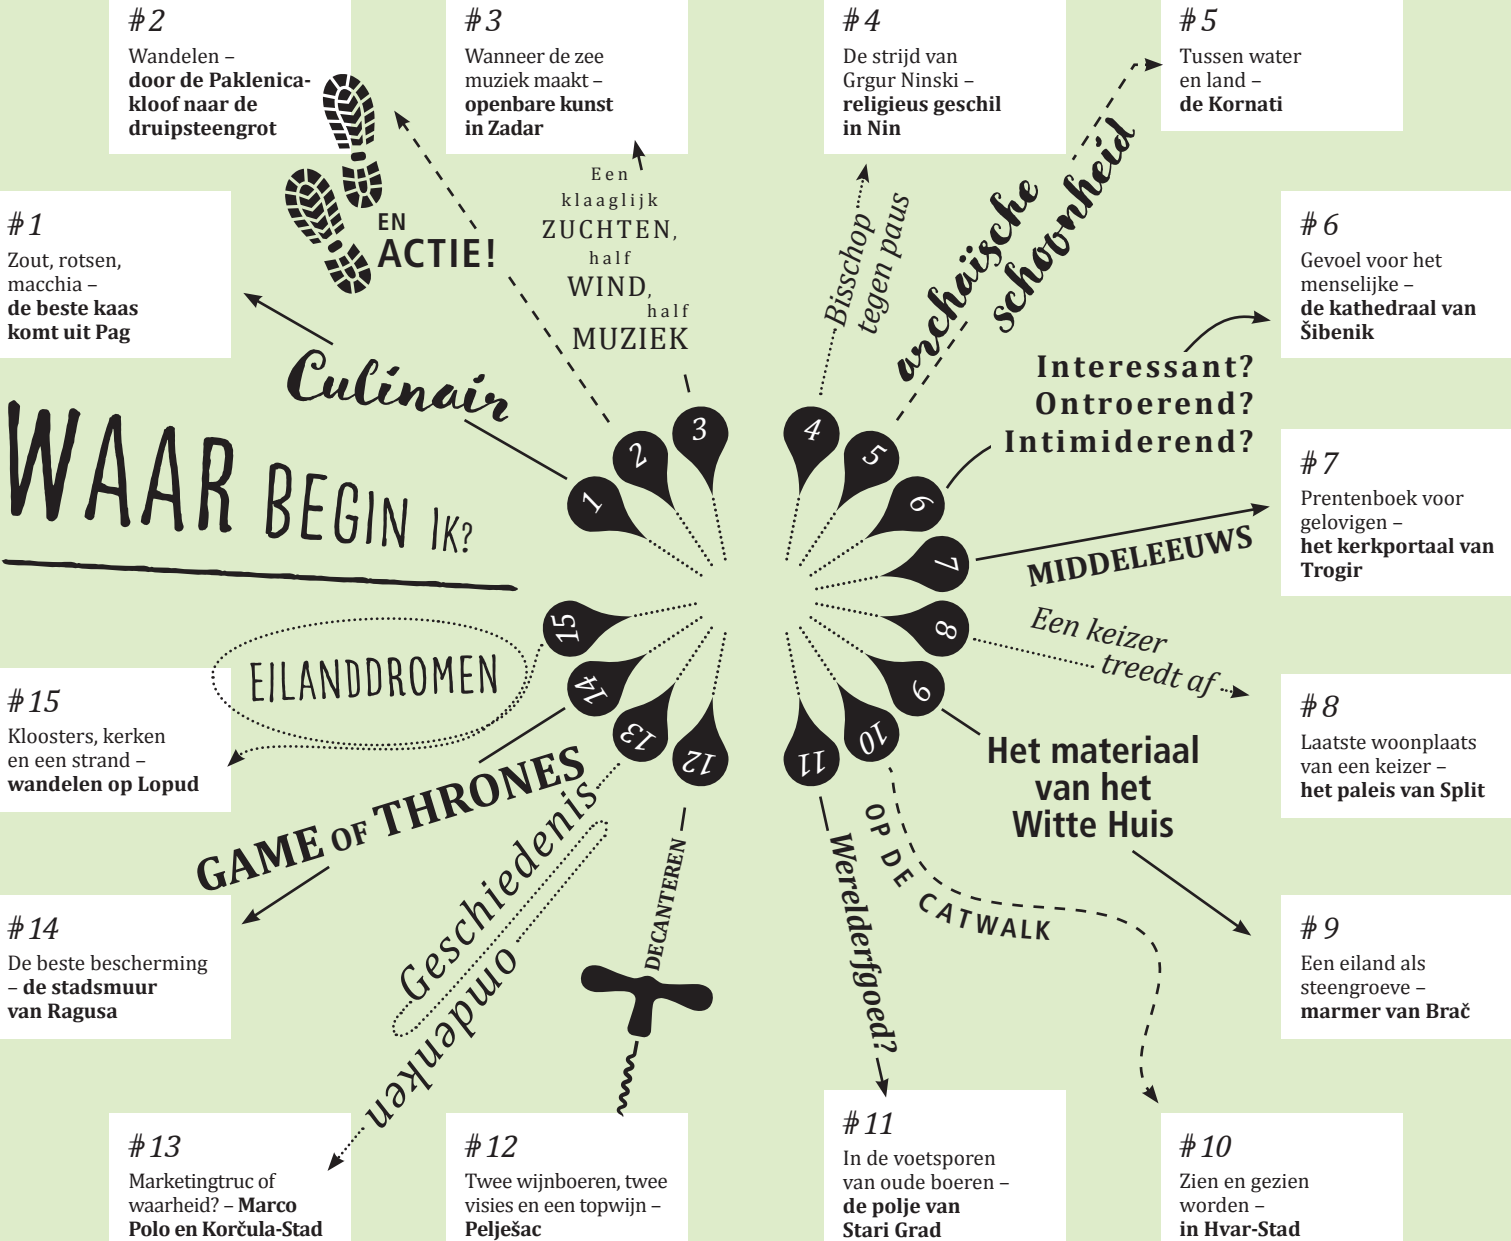 #2
Wandelen –
door de Paklenica-
kloof naar de
druipsteengrot
#3
Wanneer de zee
muziek maakt –
openbare kunst
in Zadar
#4
De strijd van
Grgur Ninski –
religieus geschil
in Nin
#5
Tussen water
en land –
de Kornati
#1
Zout, rotsen,
macchia –
de beste kaas
komt uit Pag
EN
ACTIE!
Een
klaaglijk
ZUCHTEN,
half
WIND,
half
MUZIEK
Bisschop
tegen paus
archaïsche
schoonheid
#6
Gevoel voor het
menselijke –
de kathedraal van
Šibenik
Culinair
Interessant?
Ontroerend?
Intimiderend?
WAAR BEGIN IK?
1
2
3
4
5
6
7
8
9
10
11
12
13
14
15
#7
Prentenboek voor
gelovigen –
het kerkportaal van
Trogir
MIDDELEEUWS
Een keizer
treedt af
EILANDDROMEN
#15
Kloosters, kerken
en een strand –
wandelen op Lopud
#8
Laatste woonplaats
van een keizer –
het paleis van Split
GAME OF THRONES
Het materiaal
van het
Witte Huis
Geschiedenis
omdenken
DECANTEREN
Werelderfgoed?
OP DE CATWALK
#14
De beste bescherming
– de stadsmuur
van Ragusa
#9
Een eiland als
steengroeve –
marmer van Brač
#13
Marketingtruc of
waarheid? – Marco
Polo en Korčula-Stad
#12
Twee wijnboeren, twee
visies en een topwijn –
Pelješac
#11
In de voetsporen
van oude boeren –
de polje van
Stari Grad
#10
Zien en gezien
worden –
in Hvar-Stad